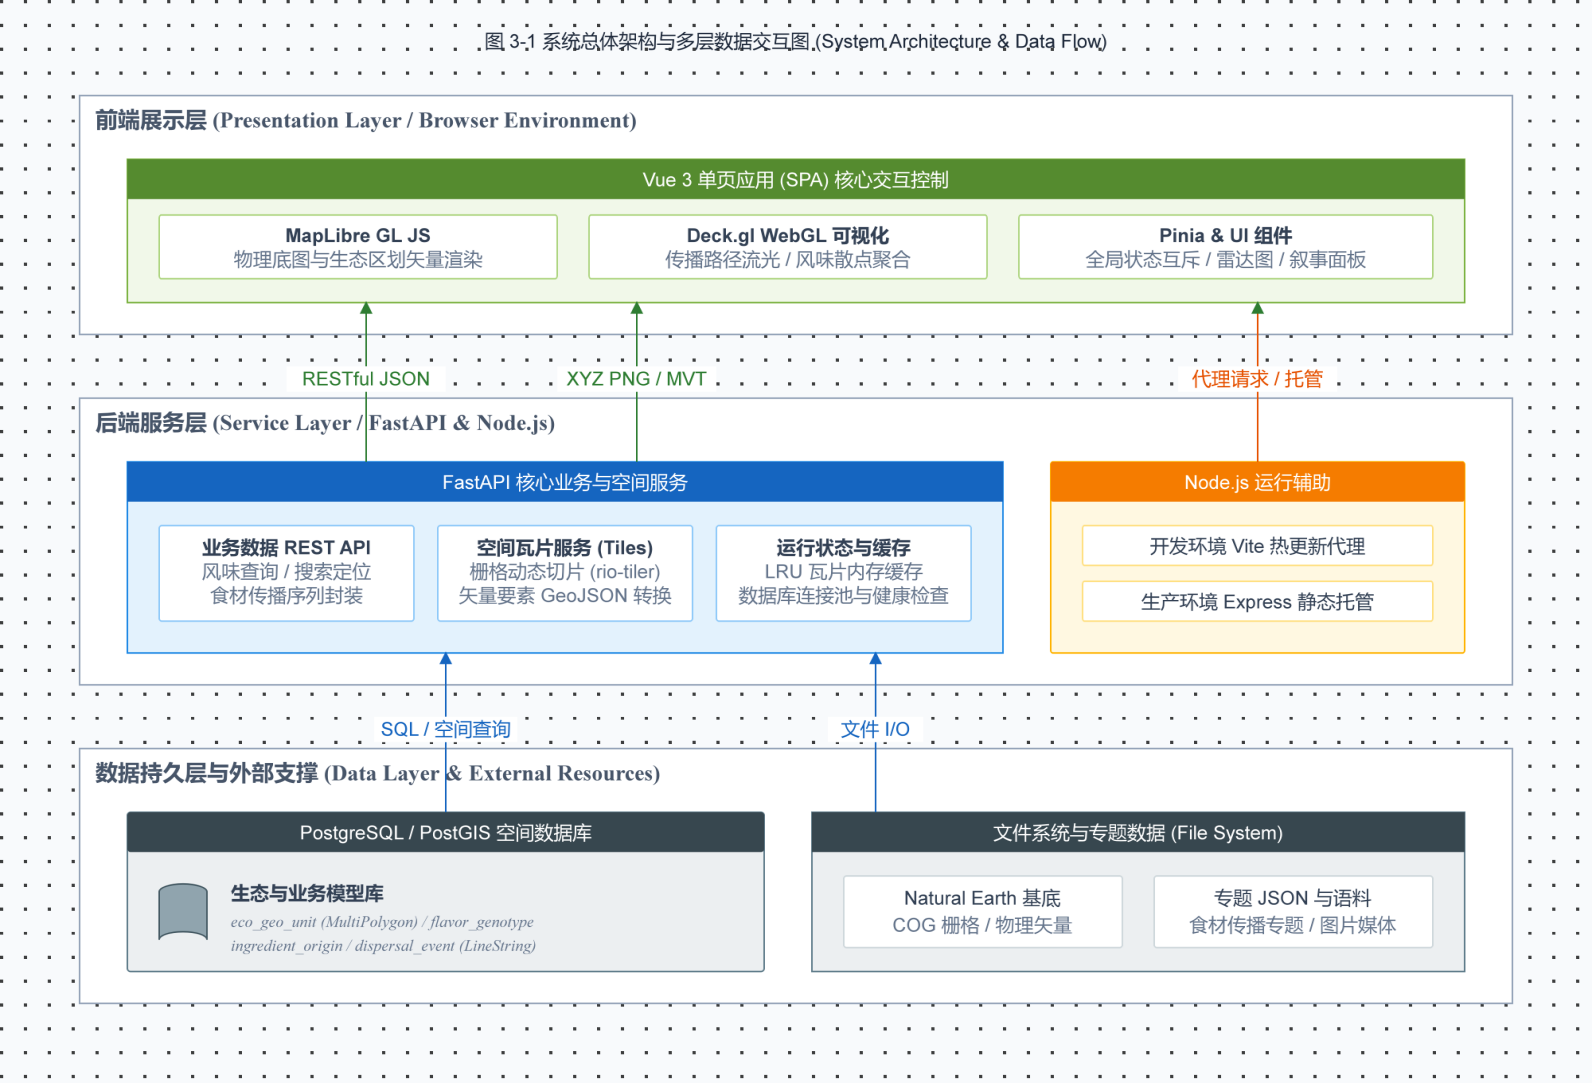 图 3-1 系统总体架构与多层数据交互图 (System Architecture & Data Flow)
前端展示层 (Presentation Layer / Browser Environment)
Vue 3 单页应用 (SPA) 核心交互控制
MapLibre GL JS
物理底图与生态区划矢量渲染
Deck.gl WebGL 可视化
传播路径流光 / 风味散点聚合
Pinia & UI 组件
全局状态互斥 / 雷达图 / 叙事面板
RESTful JSON
XYZ PNG / MVT
代理请求 / 托管
后端服务层 (Service Layer / FastAPI & Node.js)
FastAPI 核心业务与空间服务
业务数据 REST API
风味查询 / 搜索定位
食材传播序列封装
空间瓦片服务 (Tiles)
栅格动态切片 (rio-tiler)
矢量要素 GeoJSON 转换
运行状态与缓存
LRU 瓦片内存缓存
数据库连接池与健康检查
Node.js 运行辅助
开发环境 Vite 热更新代理
生产环境 Express 静态托管
SQL / 空间查询
文件 I/O
数据持久层与外部支撑 (Data Layer & External Resources)
PostgreSQL / PostGIS 空间数据库
生态与业务模型库
eco_geo_unit (MultiPolygon) / flavor_genotype
ingredient_origin / dispersal_event (LineString)
文件系统与专题数据 (File System)
Natural Earth 基底
COG 栅格 / 物理矢量
专题 JSON 与语料
食材传播专题 / 图片媒体